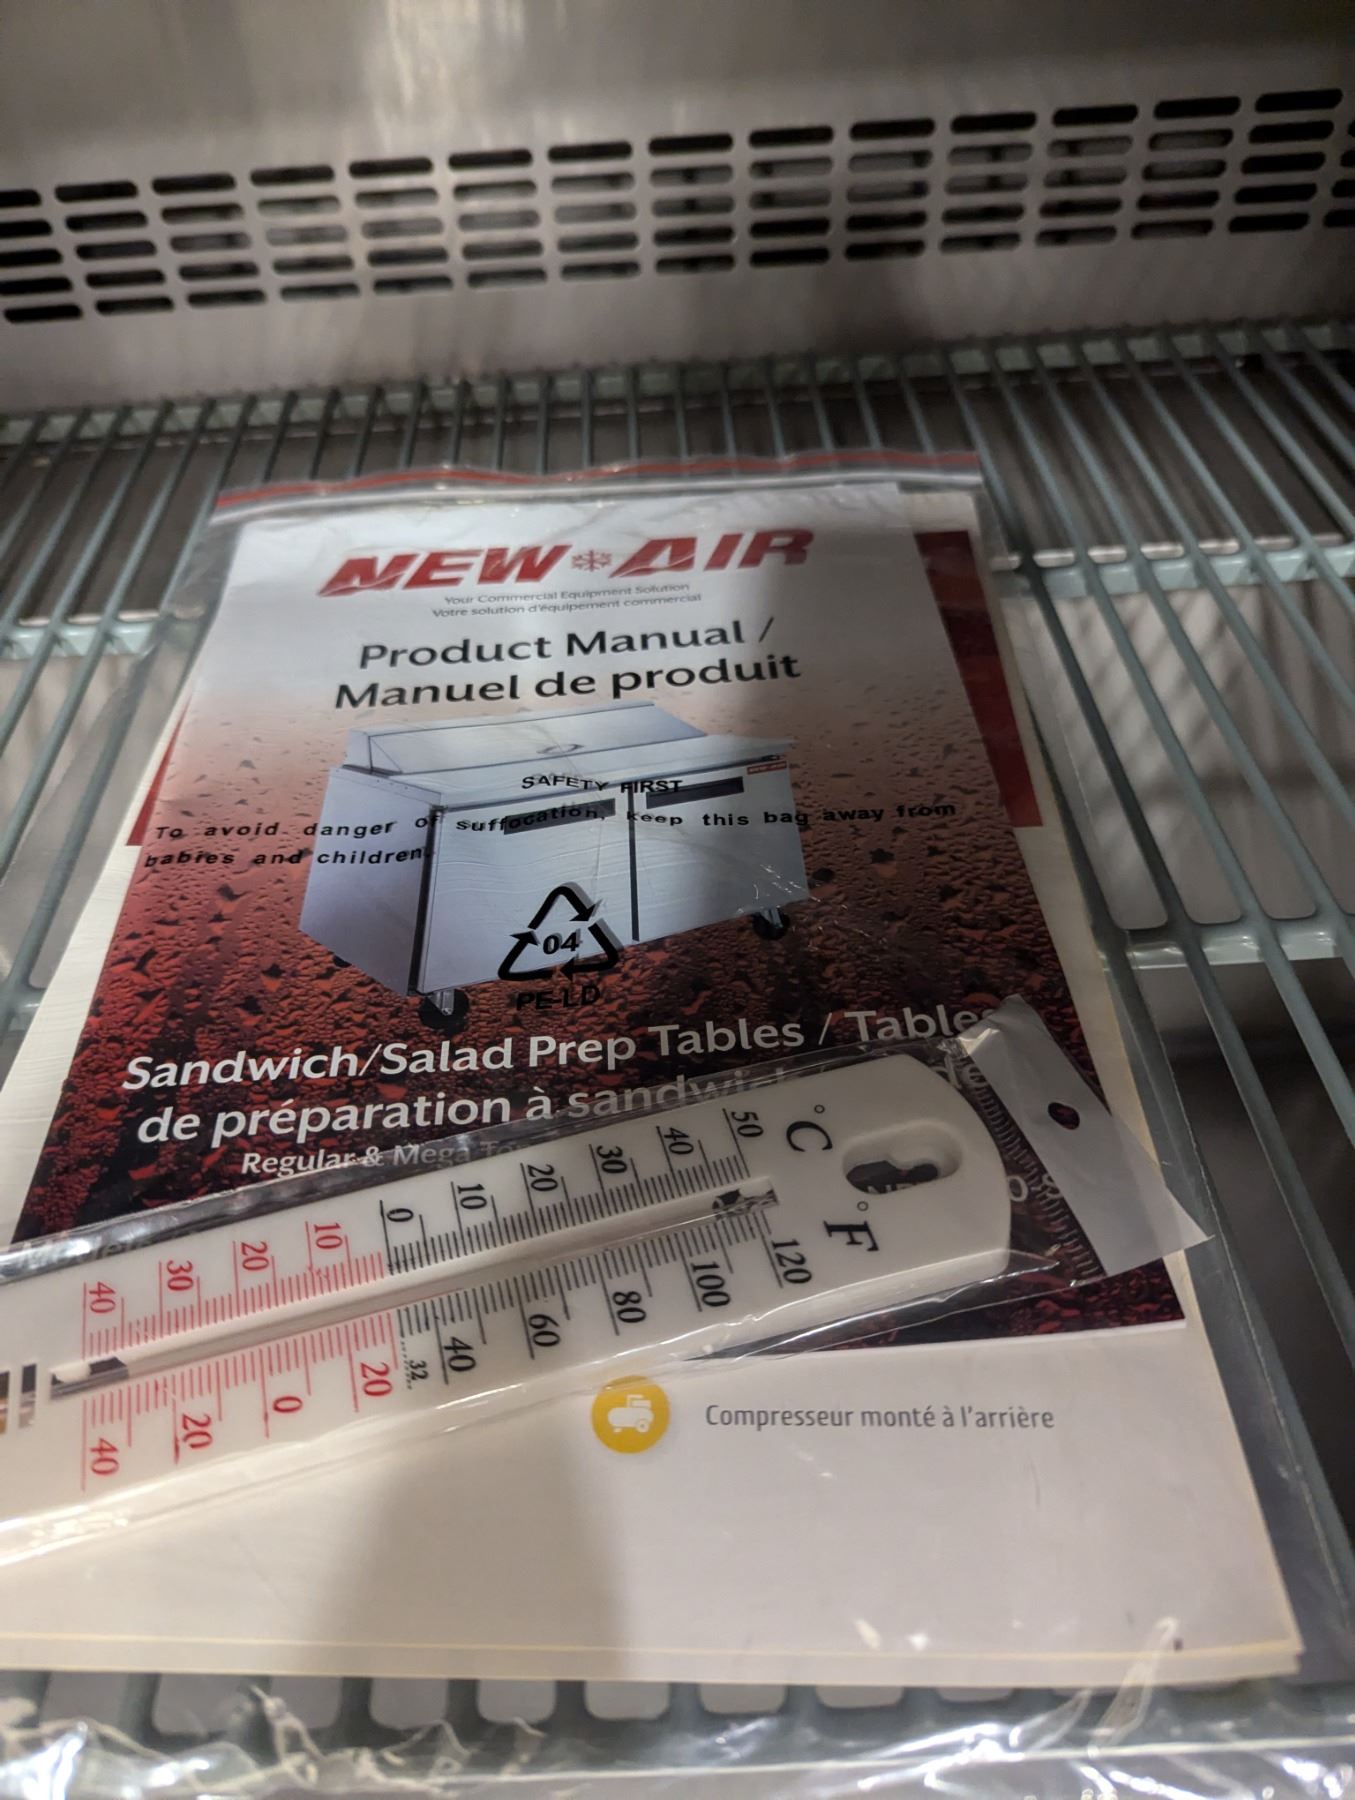 NEW AIR
Your Commercial Equipment Solution
Votre solution d'équipement commercial
Product Manual /
Manuel de produit
SAFETY FIRST
To avoid danger of suffocation, keep this bag away from
babies and children.
04
PE-LD
Sandwich/Salad Prep Tables / Tables
de préparation à sandwich
Regular & Mega
°C
50 40 30 20 10 0 10 20 30 40
°F
120 100 80 60 40 32 20 0 20 40
Compresseur monté à l'arrière